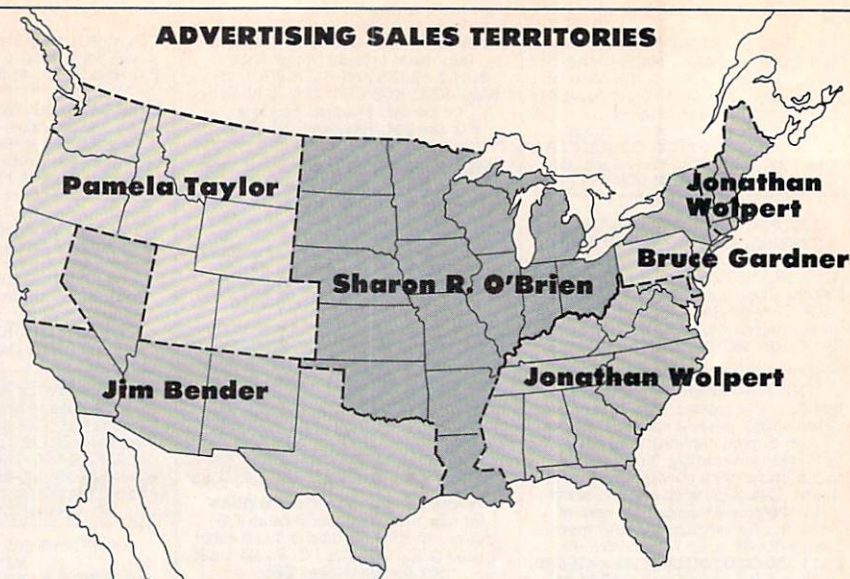 ADVERTISING SALES TERRITORIES
Pamela Taylor
Jonathan
Wolpert
Bruce Gardner
Sharon R. O'Brien
Jim Bender
Jonathan Wolpert